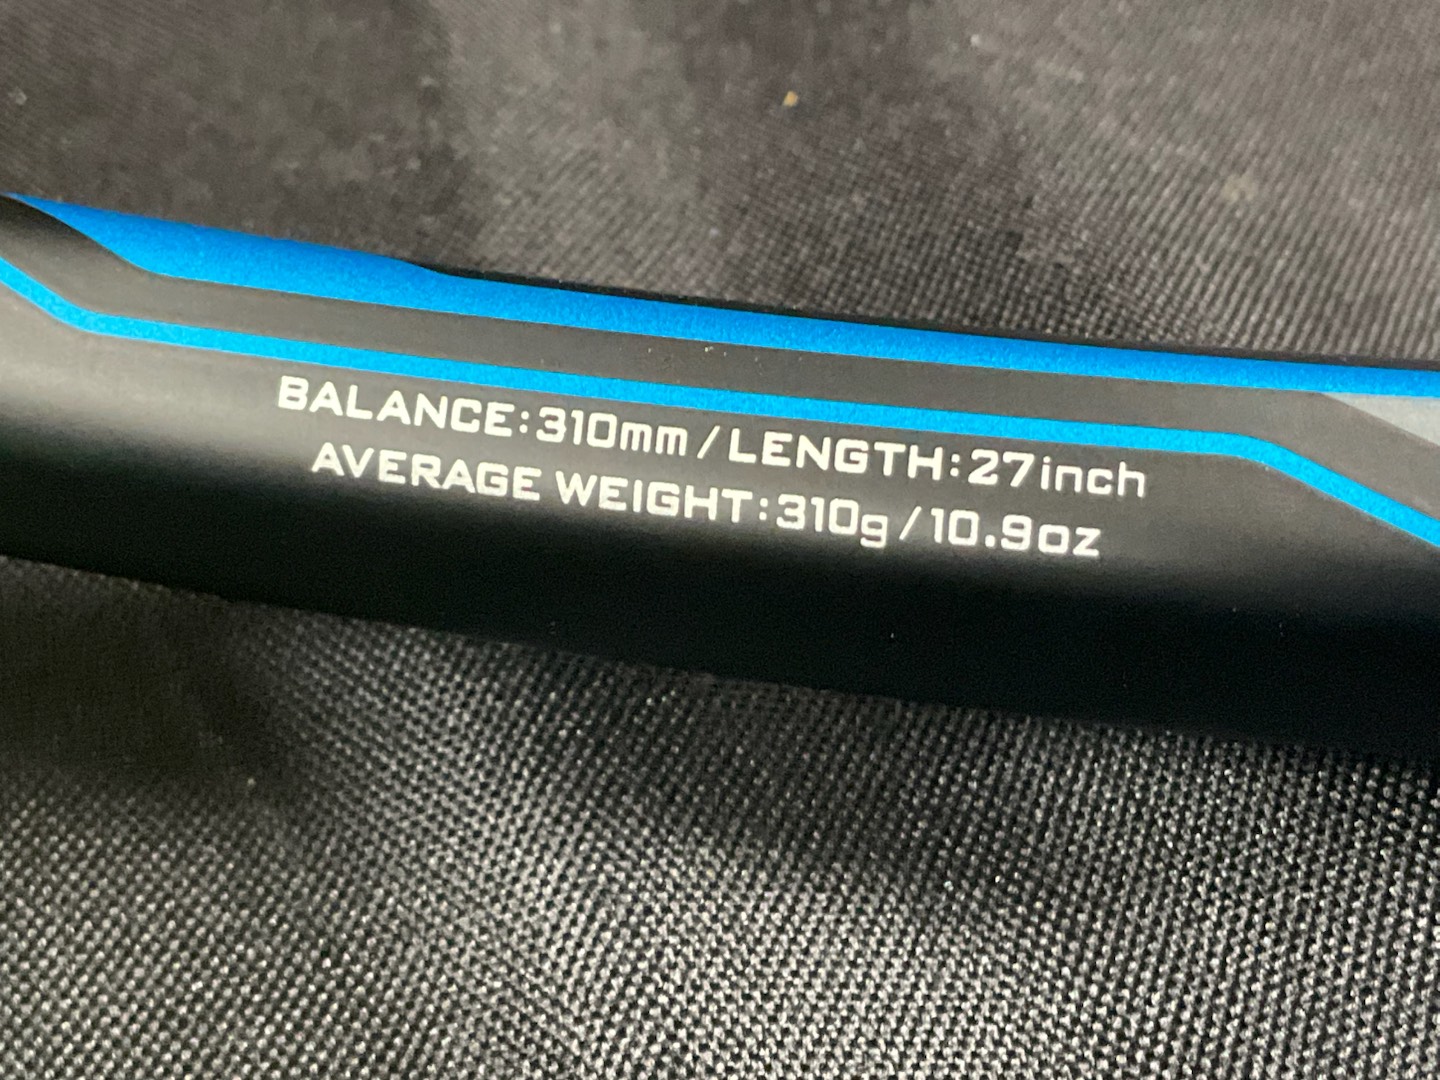 BALANCE:310mm/LENGTH:27inch
AVERAGE WEIGHT:310g/10.9oz